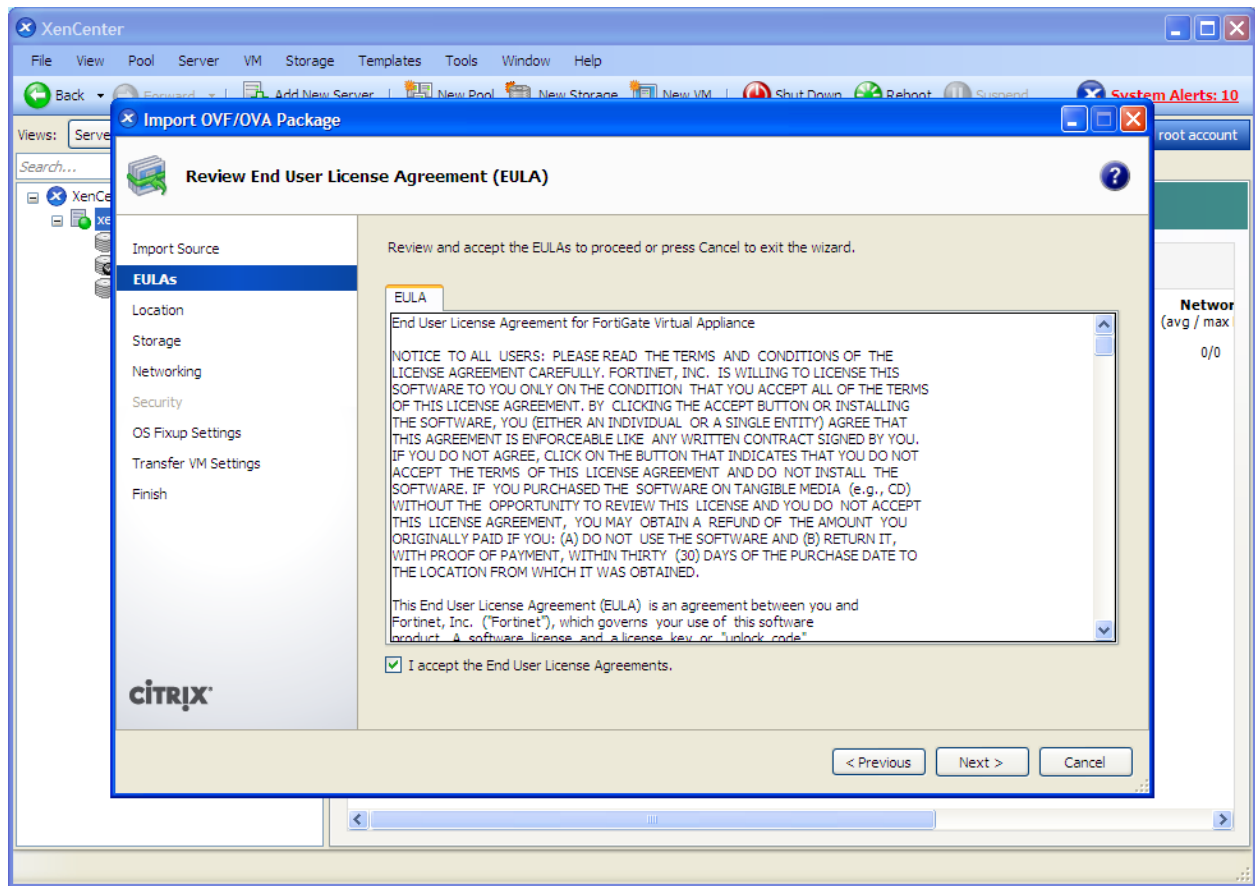 XenCenter
File View Pool Server VM Storage Templates Tools Window Help
Back Forward Add New Server New Pool New Storage New VM Shut Down Reboot Suspend System Alerts: 10
Views: Serve
root account
Search...
XenCe
xe
Networ
(avg / max
0/0
Import OVF/OVA Package
Review End User License Agreement (EULA)
?
Import Source
EULAs
Location
Storage
Networking
Security
OS Fixup Settings
Transfer VM Settings
Finish
CITRIX
Review and accept the EULAs to proceed or press Cancel to exit the wizard.
EULA
End User License Agreement for FortiGate Virtual Appliance
NOTICE TO ALL USERS: PLEASE READ THE TERMS AND CONDITIONS OF THE
LICENSE AGREEMENT CAREFULLY. FORTINET, INC. IS WILLING TO LICENSE THIS
SOFTWARE TO YOU ONLY ON THE CONDITION THAT YOU ACCEPT ALL OF THE TERMS
OF THIS LICENSE AGREEMENT. BY CLICKING THE ACCEPT BUTTON OR INSTALLING
THE SOFTWARE, YOU (EITHER AN INDIVIDUAL OR A SINGLE ENTITY) AGREE THAT
THIS AGREEMENT IS ENFORCEABLE LIKE ANY WRITTEN CONTRACT SIGNED BY YOU.
IF YOU DO NOT AGREE, CLICK ON THE BUTTON THAT INDICATES THAT YOU DO NOT
ACCEPT THE TERMS OF THIS LICENSE AGREEMENT AND DO NOT INSTALL THE
SOFTWARE. IF YOU PURCHASED THE SOFTWARE ON TANGIBLE MEDIA (e.g., CD)
WITHOUT THE OPPORTUNITY TO REVIEW THIS LICENSE AND YOU DO NOT ACCEPT
THIS LICENSE AGREEMENT, YOU MAY OBTAIN A REFUND OF THE AMOUNT YOU
ORIGINALLY PAID IF YOU: (A) DO NOT USE THE SOFTWARE AND (B) RETURN IT,
WITH PROOF OF PAYMENT, WITHIN THIRTY (30) DAYS OF THE PURCHASE DATE TO
THE LOCATION FROM WHICH IT WAS OBTAINED.
This End User License Agreement (EULA) is an agreement between you and
Fortinet, Inc. ("Fortinet"), which governs your use of this software
product. A software license and a license key or "unlock code"
I accept the End User License Agreements.
< Previous Next > Cancel